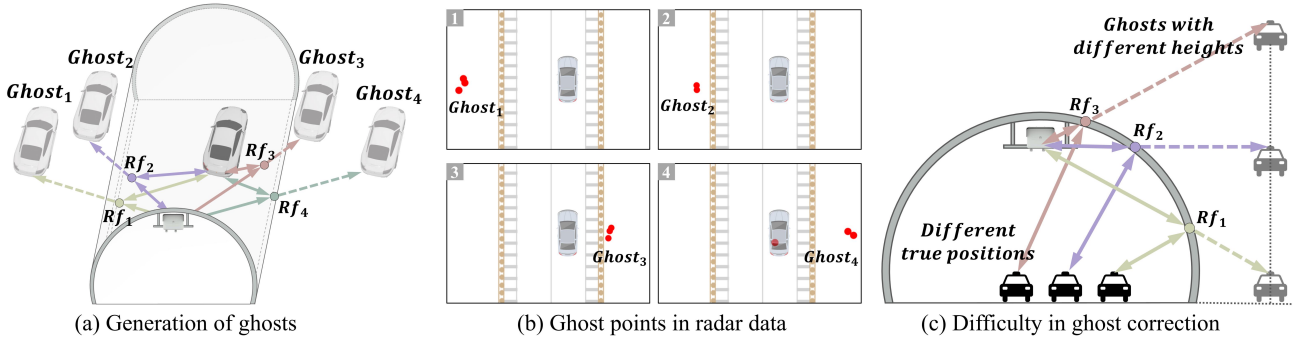 Ghost₁
Ghost₂
Ghost₃
Ghost₄
Rf₁
Rf₂
Rf₃
Rf₄
(a) Generation of ghosts
1
Ghost₁
2
Ghost₂
3
Ghost₃
4
Ghost₄
(b) Ghost points in radar data
Ghosts with
different heights
Rf₃
Rf₂
Rf₁
Different
true positions
(c) Difficulty in ghost correction